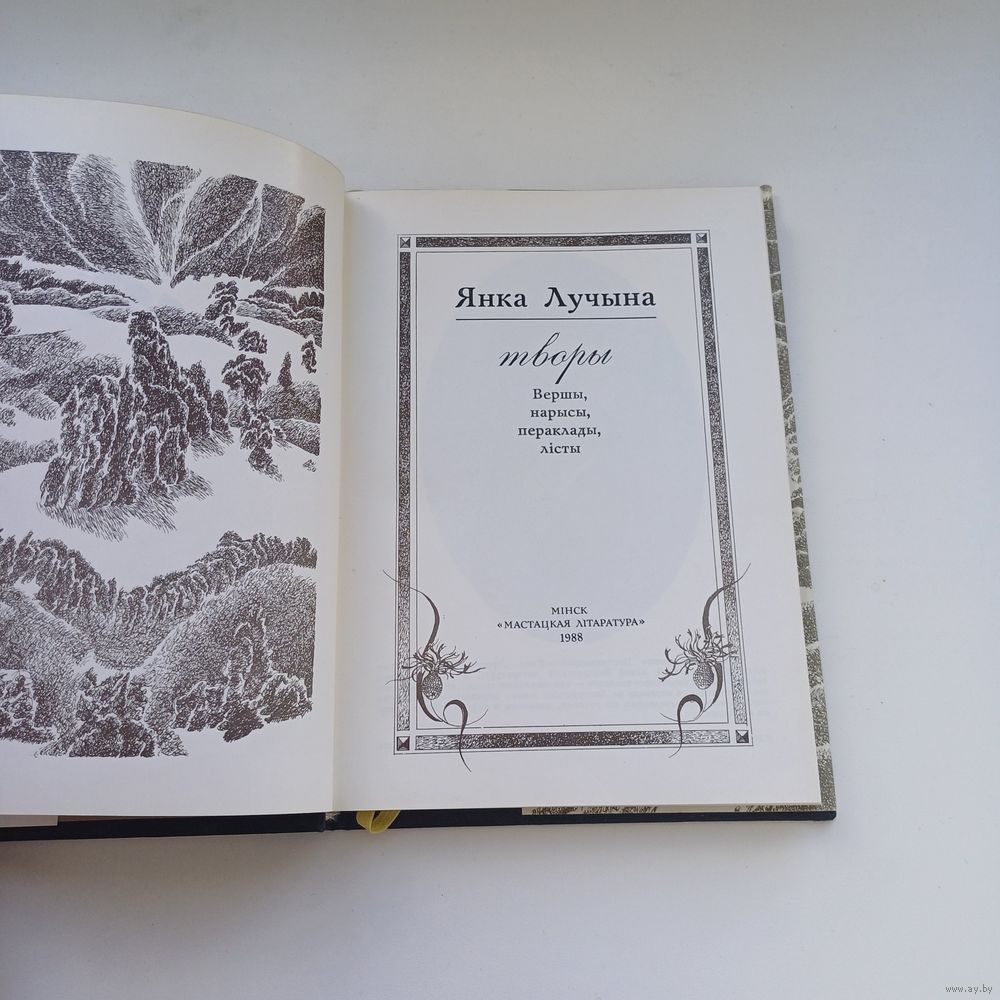 Янка Лучына
творы
Вершы,
нарысы,
пераклады,
лісты
МІНСК
«МАСТАЦКАЯ ЛІТАРАТУРА»
1988
www.ay.by